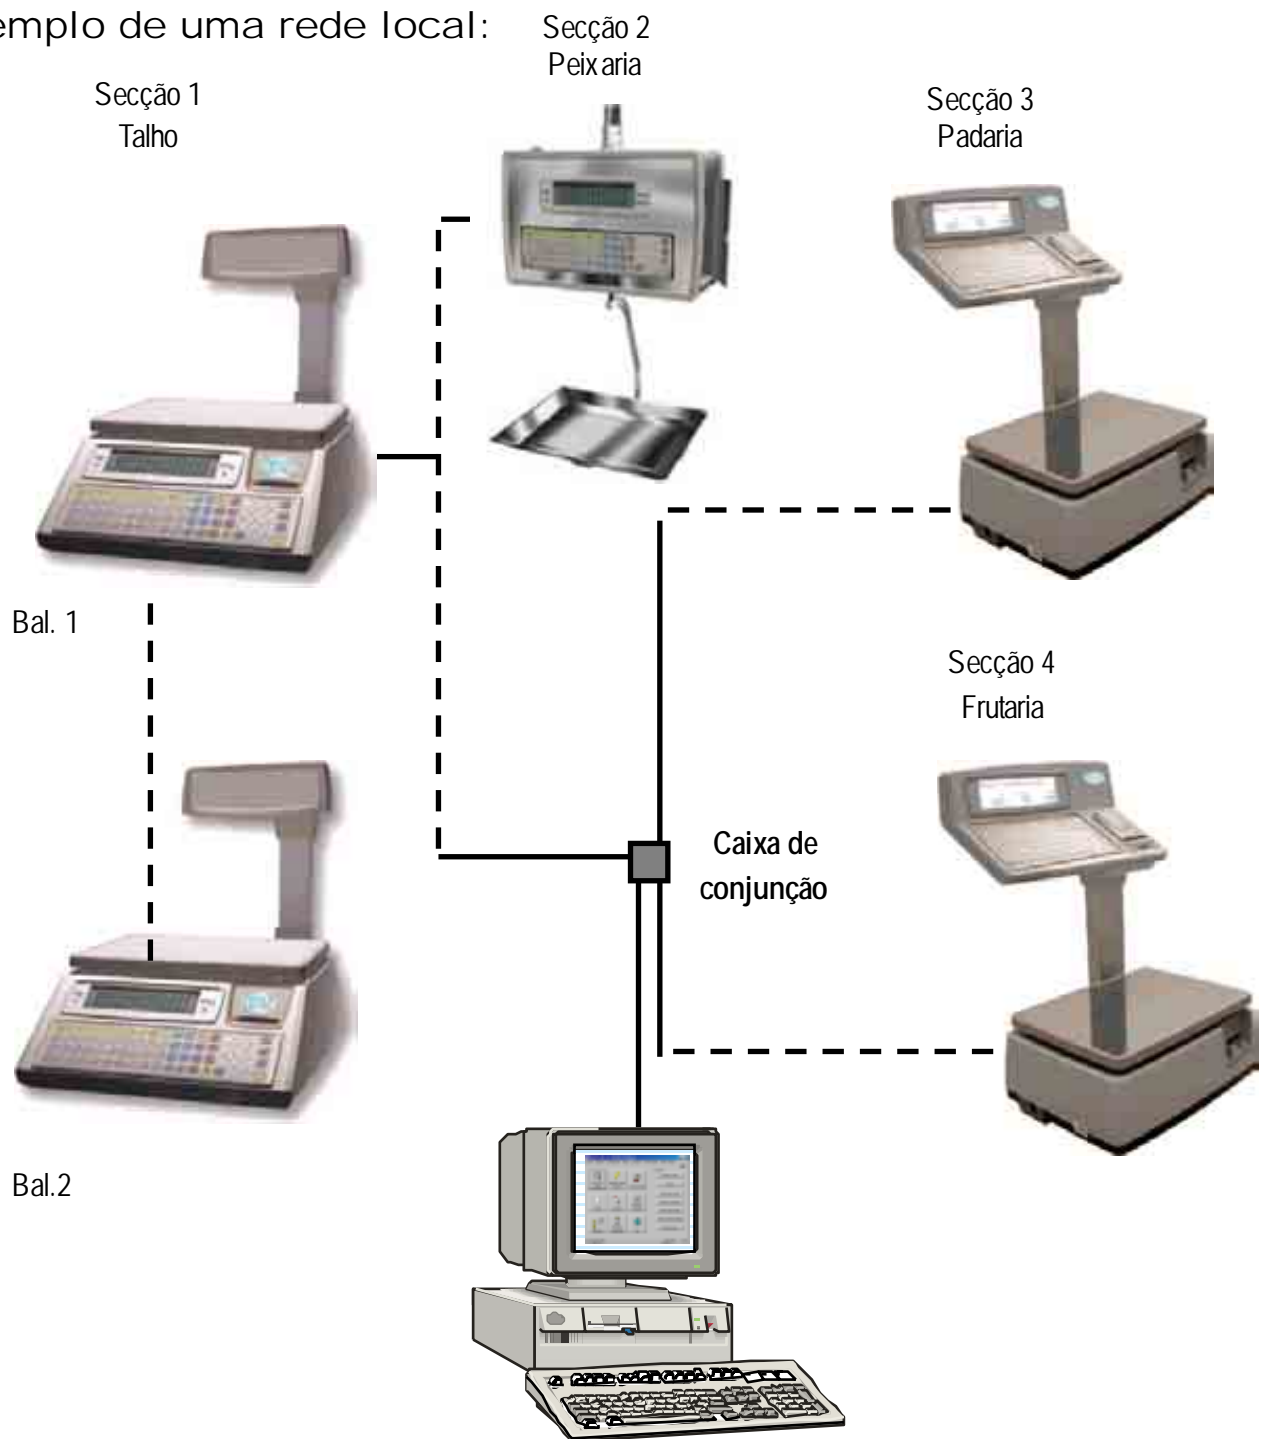 emplo de uma rede local:
Secção 2
Peixaria
Secção 1
Talho
Secção 3
Padaria
Bal. 1
Secção 4
Frutaria
Caixa de
conjunção
Bal.2